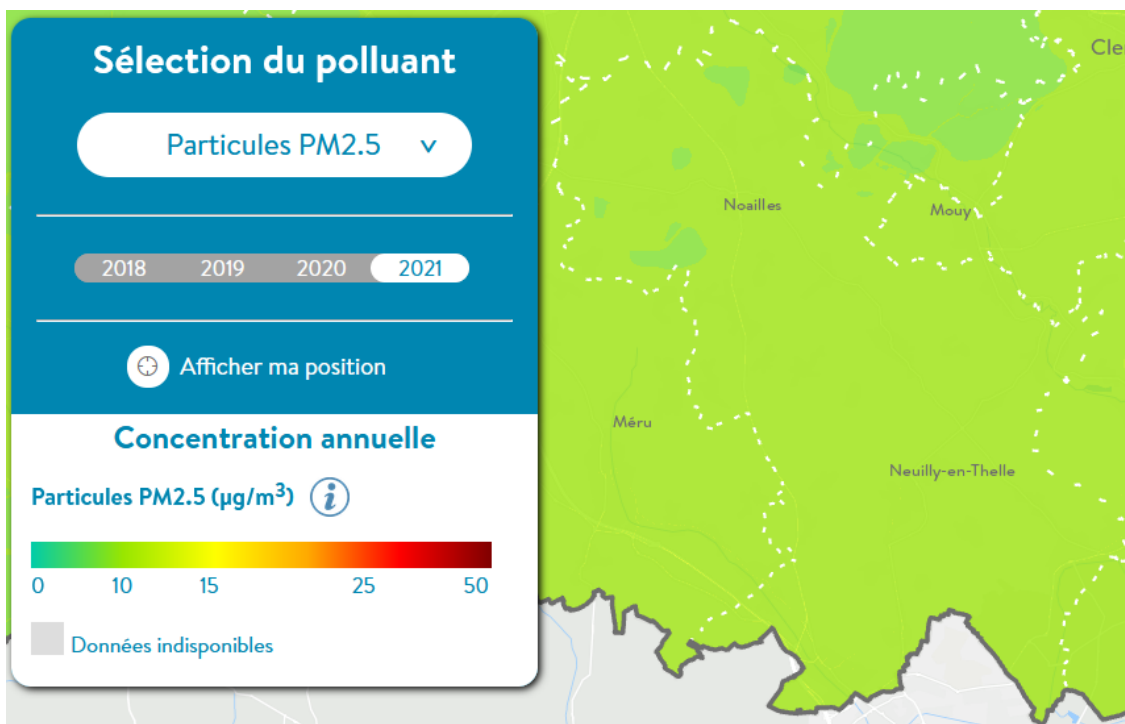 Sélection du polluant
Particules PM2.5
2018 2019 2020 2021
Afficher ma position
Concentration annuelle
Particules PM2.5 (µg/m³)
i
0 10 15 25 50
Données indisponibles
Cle
Noailles
Mouy
Méru
Neuilly-en-Thelle